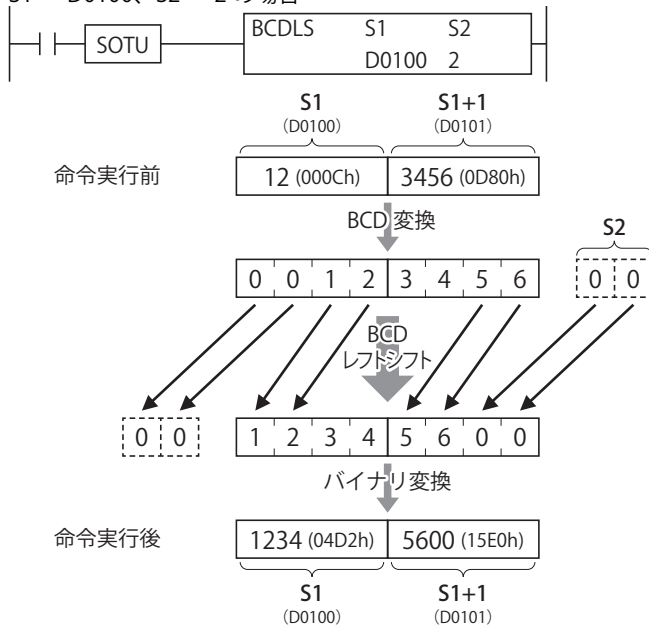 S1 = D0100、S2 = 2 の場合
BCDLS S1 S2
SOTU
D0100 2
S1 S1+1
(D0100) (D0101)
命令実行前 12 (000Ch) 3456 (0D80h)
BCD 変換
S2
0 0 1 2 3 4 5 6 0 0
BCD
レフトシフト
0 0 1 2 3 4 5 6 0 0
バイナリ変換
命令実行後 1234 (04D2h) 5600 (15E0h)
S1 S1+1
(D0100) (D0101)